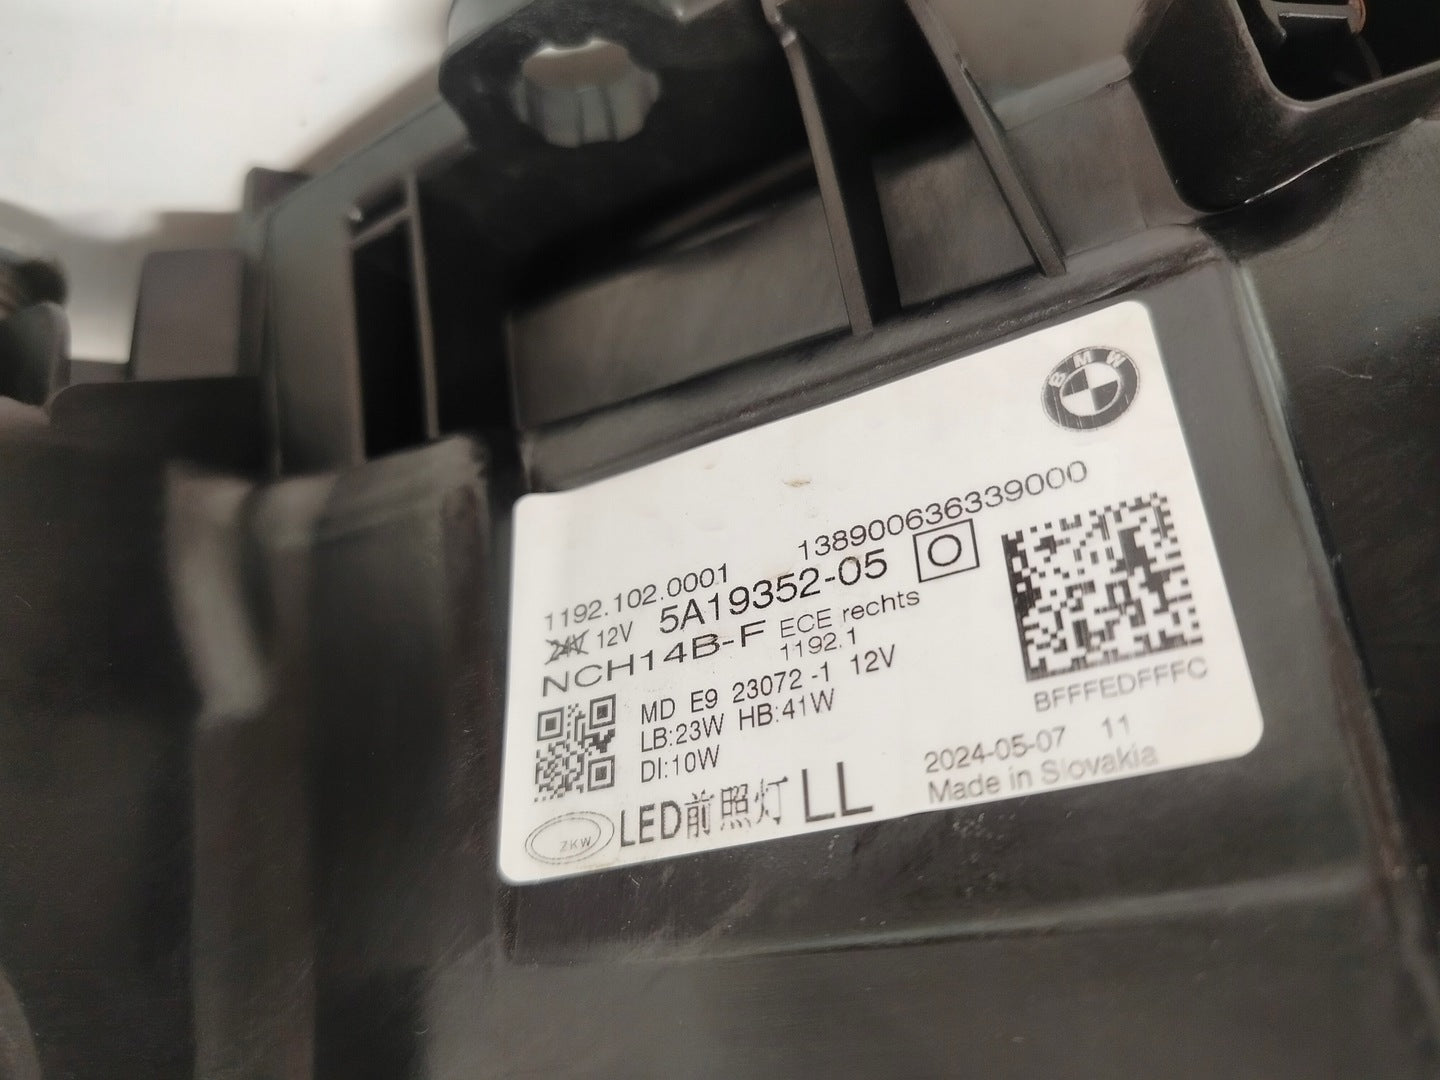 BMW
138900636339000
1192.102.0001
24V 12V 5A19352-05 O
NCH14B-F ECE rechts
1192.1
MD E9 23072-1 12V
LB:23W HB:41W
DI:10W
BFFFEDFFFC
2024-05-07 11
Made in Slovakia
ZKW LED前照灯 LL